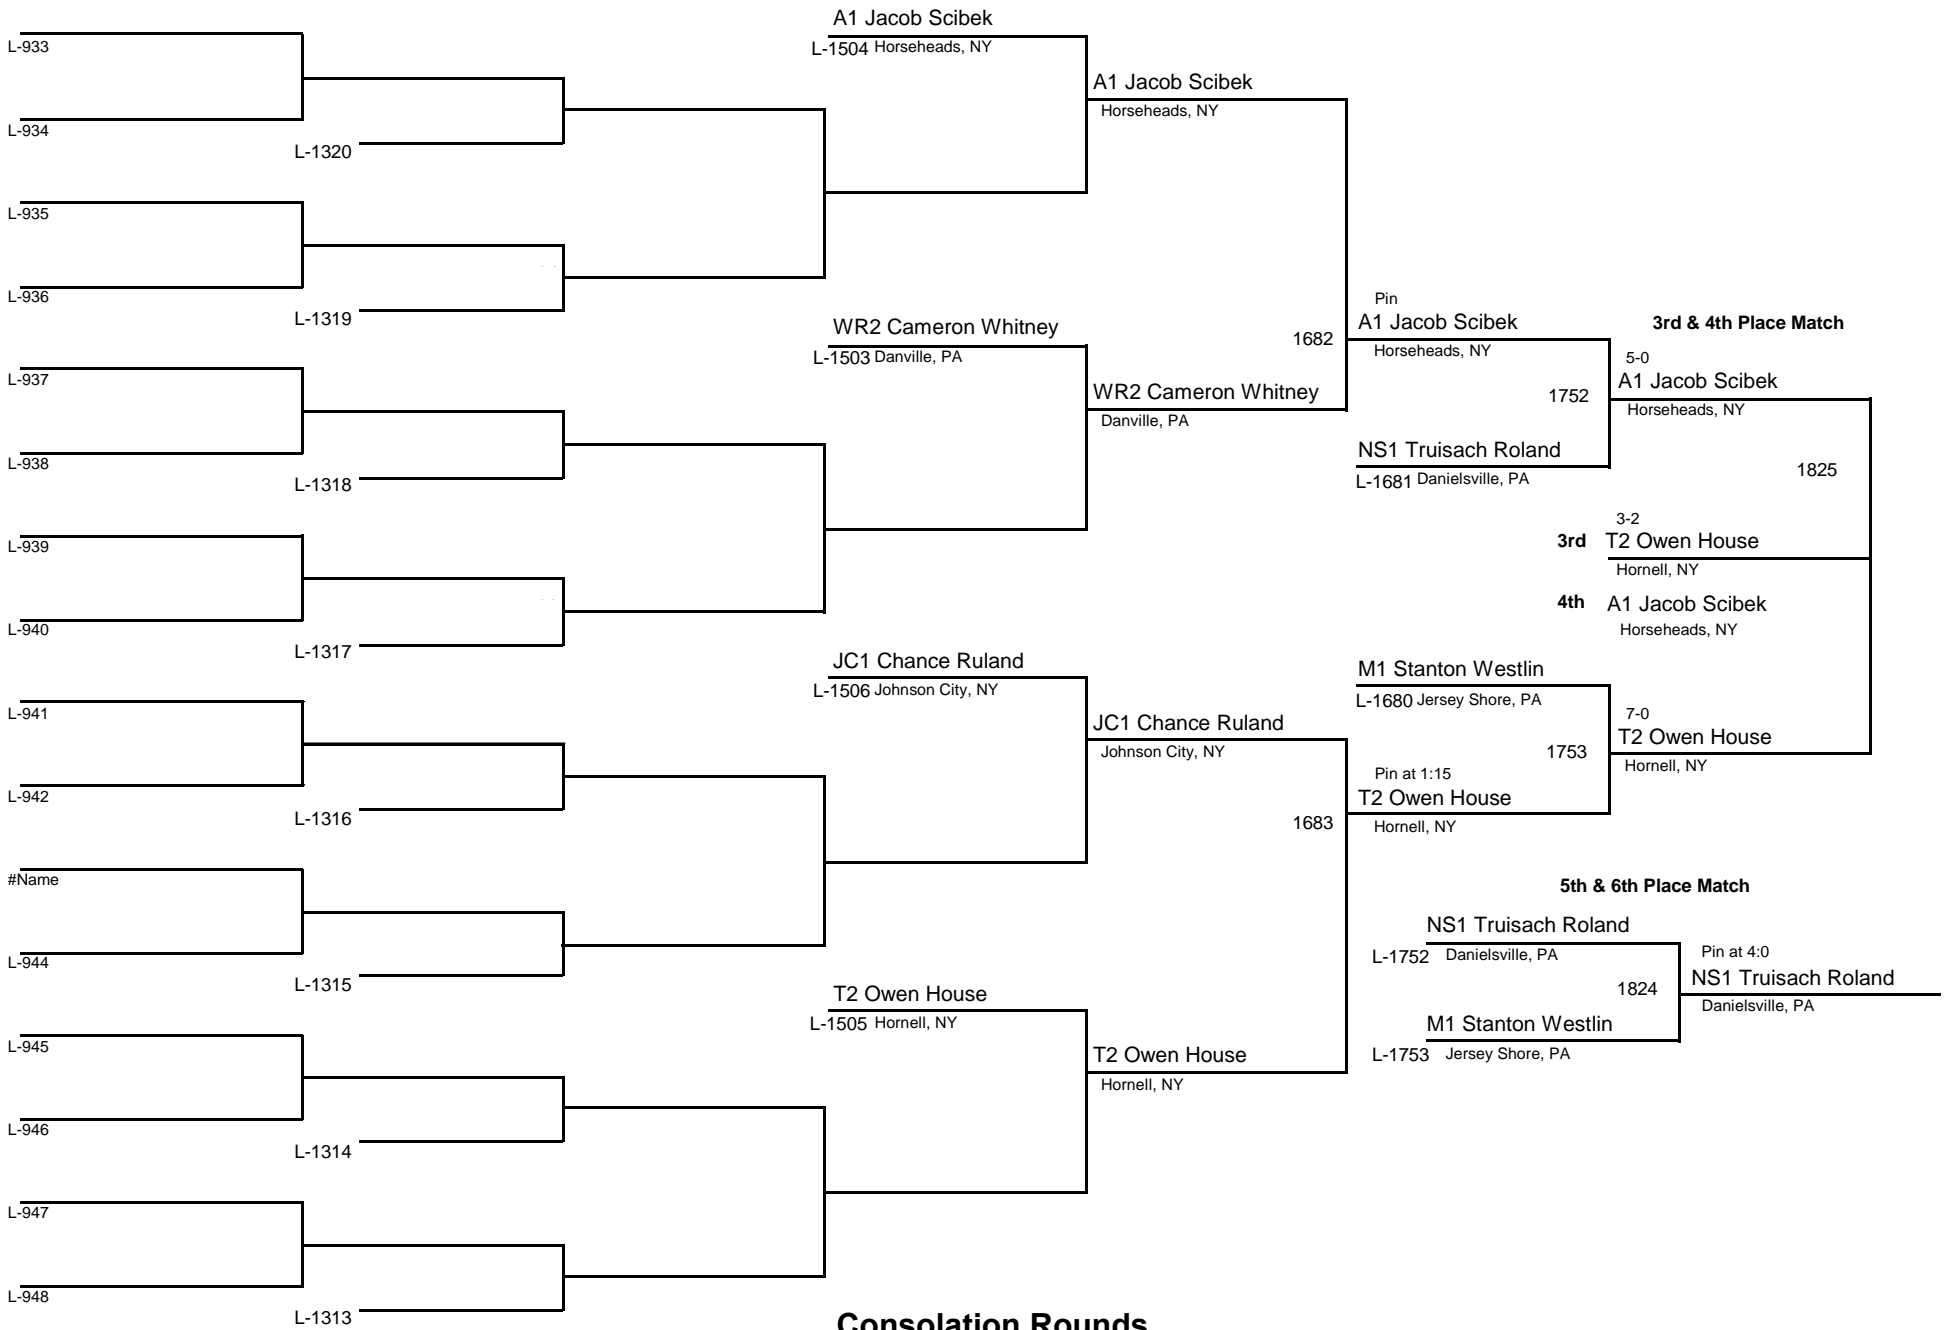 L-933
L-934
L-1320
L-935
L-936
L-1319
L-937
L-938
L-1318
L-939
L-940
L-1317
L-941
L-942
L-1316
#Name
L-944
L-1315
L-945
L-946
L-1314
L-947
L-948
L-1313
A1 Jacob Scibek
L-1504 Horseheads, NY
WR2 Cameron Whitney
L-1503 Danville, PA
JC1 Chance Ruland
L-1506 Johnson City, NY
T2 Owen House
L-1505 Hornell, NY
A1 Jacob Scibek
Horseheads, NY
1682
WR2 Cameron Whitney
Danville, PA
JC1 Chance Ruland
Johnson City, NY
1683
T2 Owen House
Hornell, NY
Pin
A1 Jacob Scibek
Horseheads, NY
1752
NS1 Truisach Roland
L-1681 Danielsville, PA
M1 Stanton Westlin
L-1680 Jersey Shore, PA
1753
Pin at 1:15
T2 Owen House
Hornell, NY
3rd & 4th Place Match
5-0
A1 Jacob Scibek
Horseheads, NY
1825
3-2
3rd T2 Owen House
Hornell, NY
4th A1 Jacob Scibek
Horseheads, NY
7-0
T2 Owen House
Hornell, NY
5th & 6th Place Match
NS1 Truisach Roland
L-1752 Danielsville, PA
1824
M1 Stanton Westlin
L-1753 Jersey Shore, PA
Pin at 4:0
NS1 Truisach Roland
Danielsville, PA
Consolation Rounds